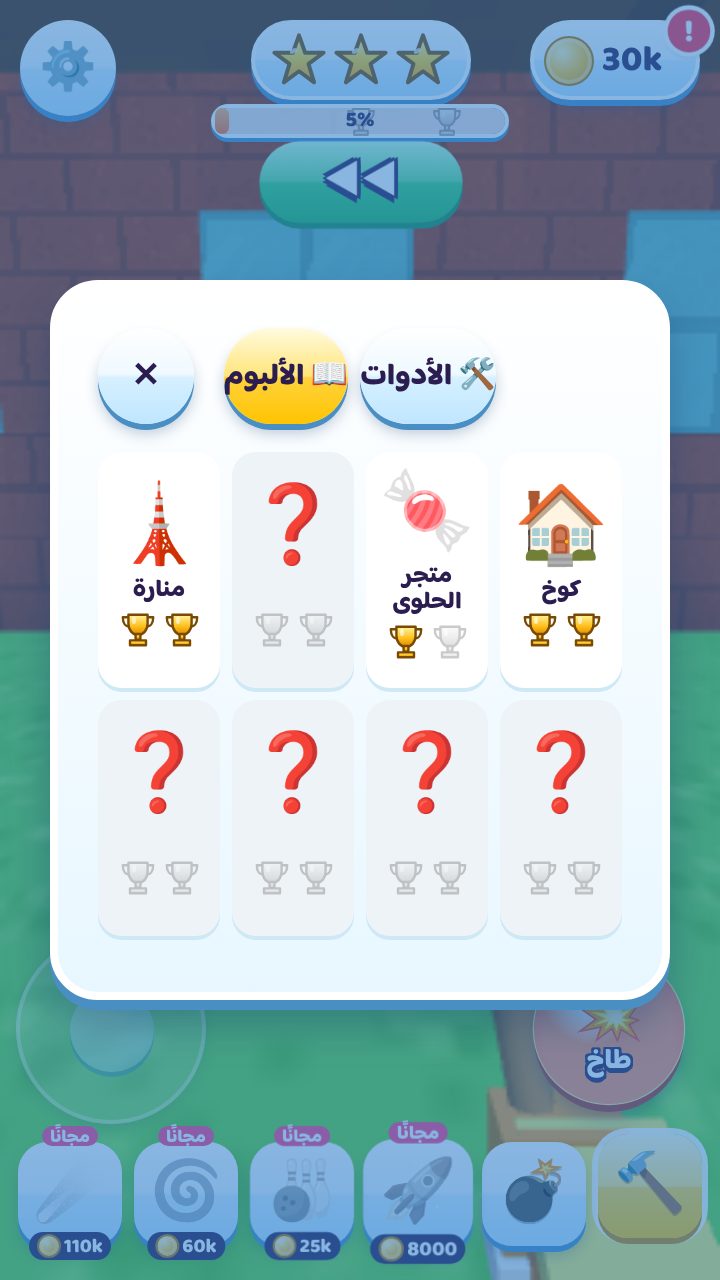 30k
!
5%
🛠️ الأدوات
📖 الألبوم
✕
كوخ
متجر
الحلوى
منارة
طاخ
مجانًا
مجانًا
مجانًا
مجانًا
8000
25k
60k
110k